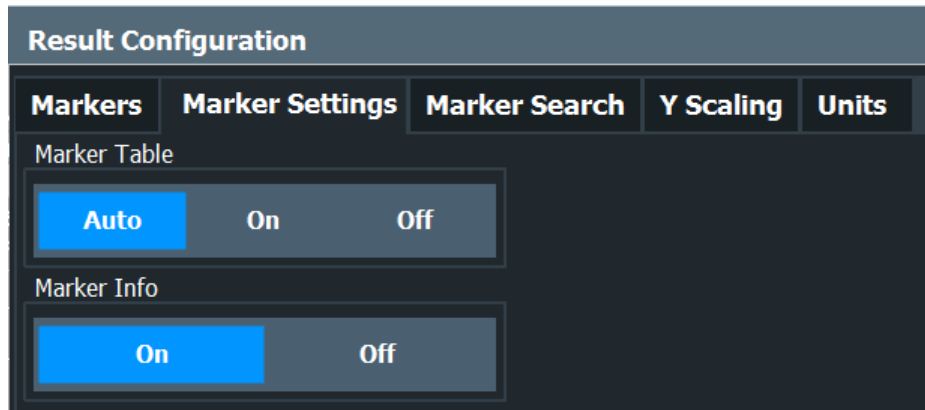 Result Configuration
Markers Marker Settings Marker Search Y Scaling Units
Marker Table
Auto On Off
Marker Info
On Off